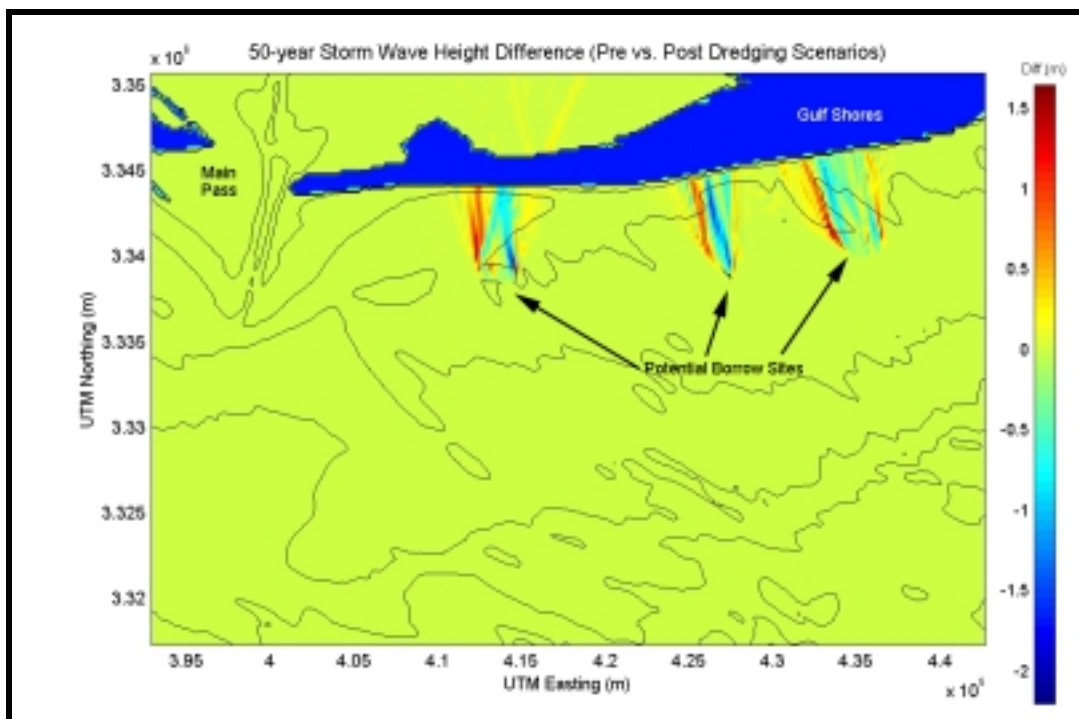 50-year Storm Wave Height Difference (Pre vs. Post Dredging Scenarios)
x 10
Diff (m)
3.35
3.345
3.34
3.335
3.33
3.325
3.32
UTM Northing (m)
Main
Pass
Gulf Shores
Potential Borrow Sites
1.5
1
0.5
0
-0.5
-1
-1.5
-2
3.95
4
4.05
4.1
4.15
4.2
4.25
4.3
4.35
4.4
UTM Easting (m)
x 10